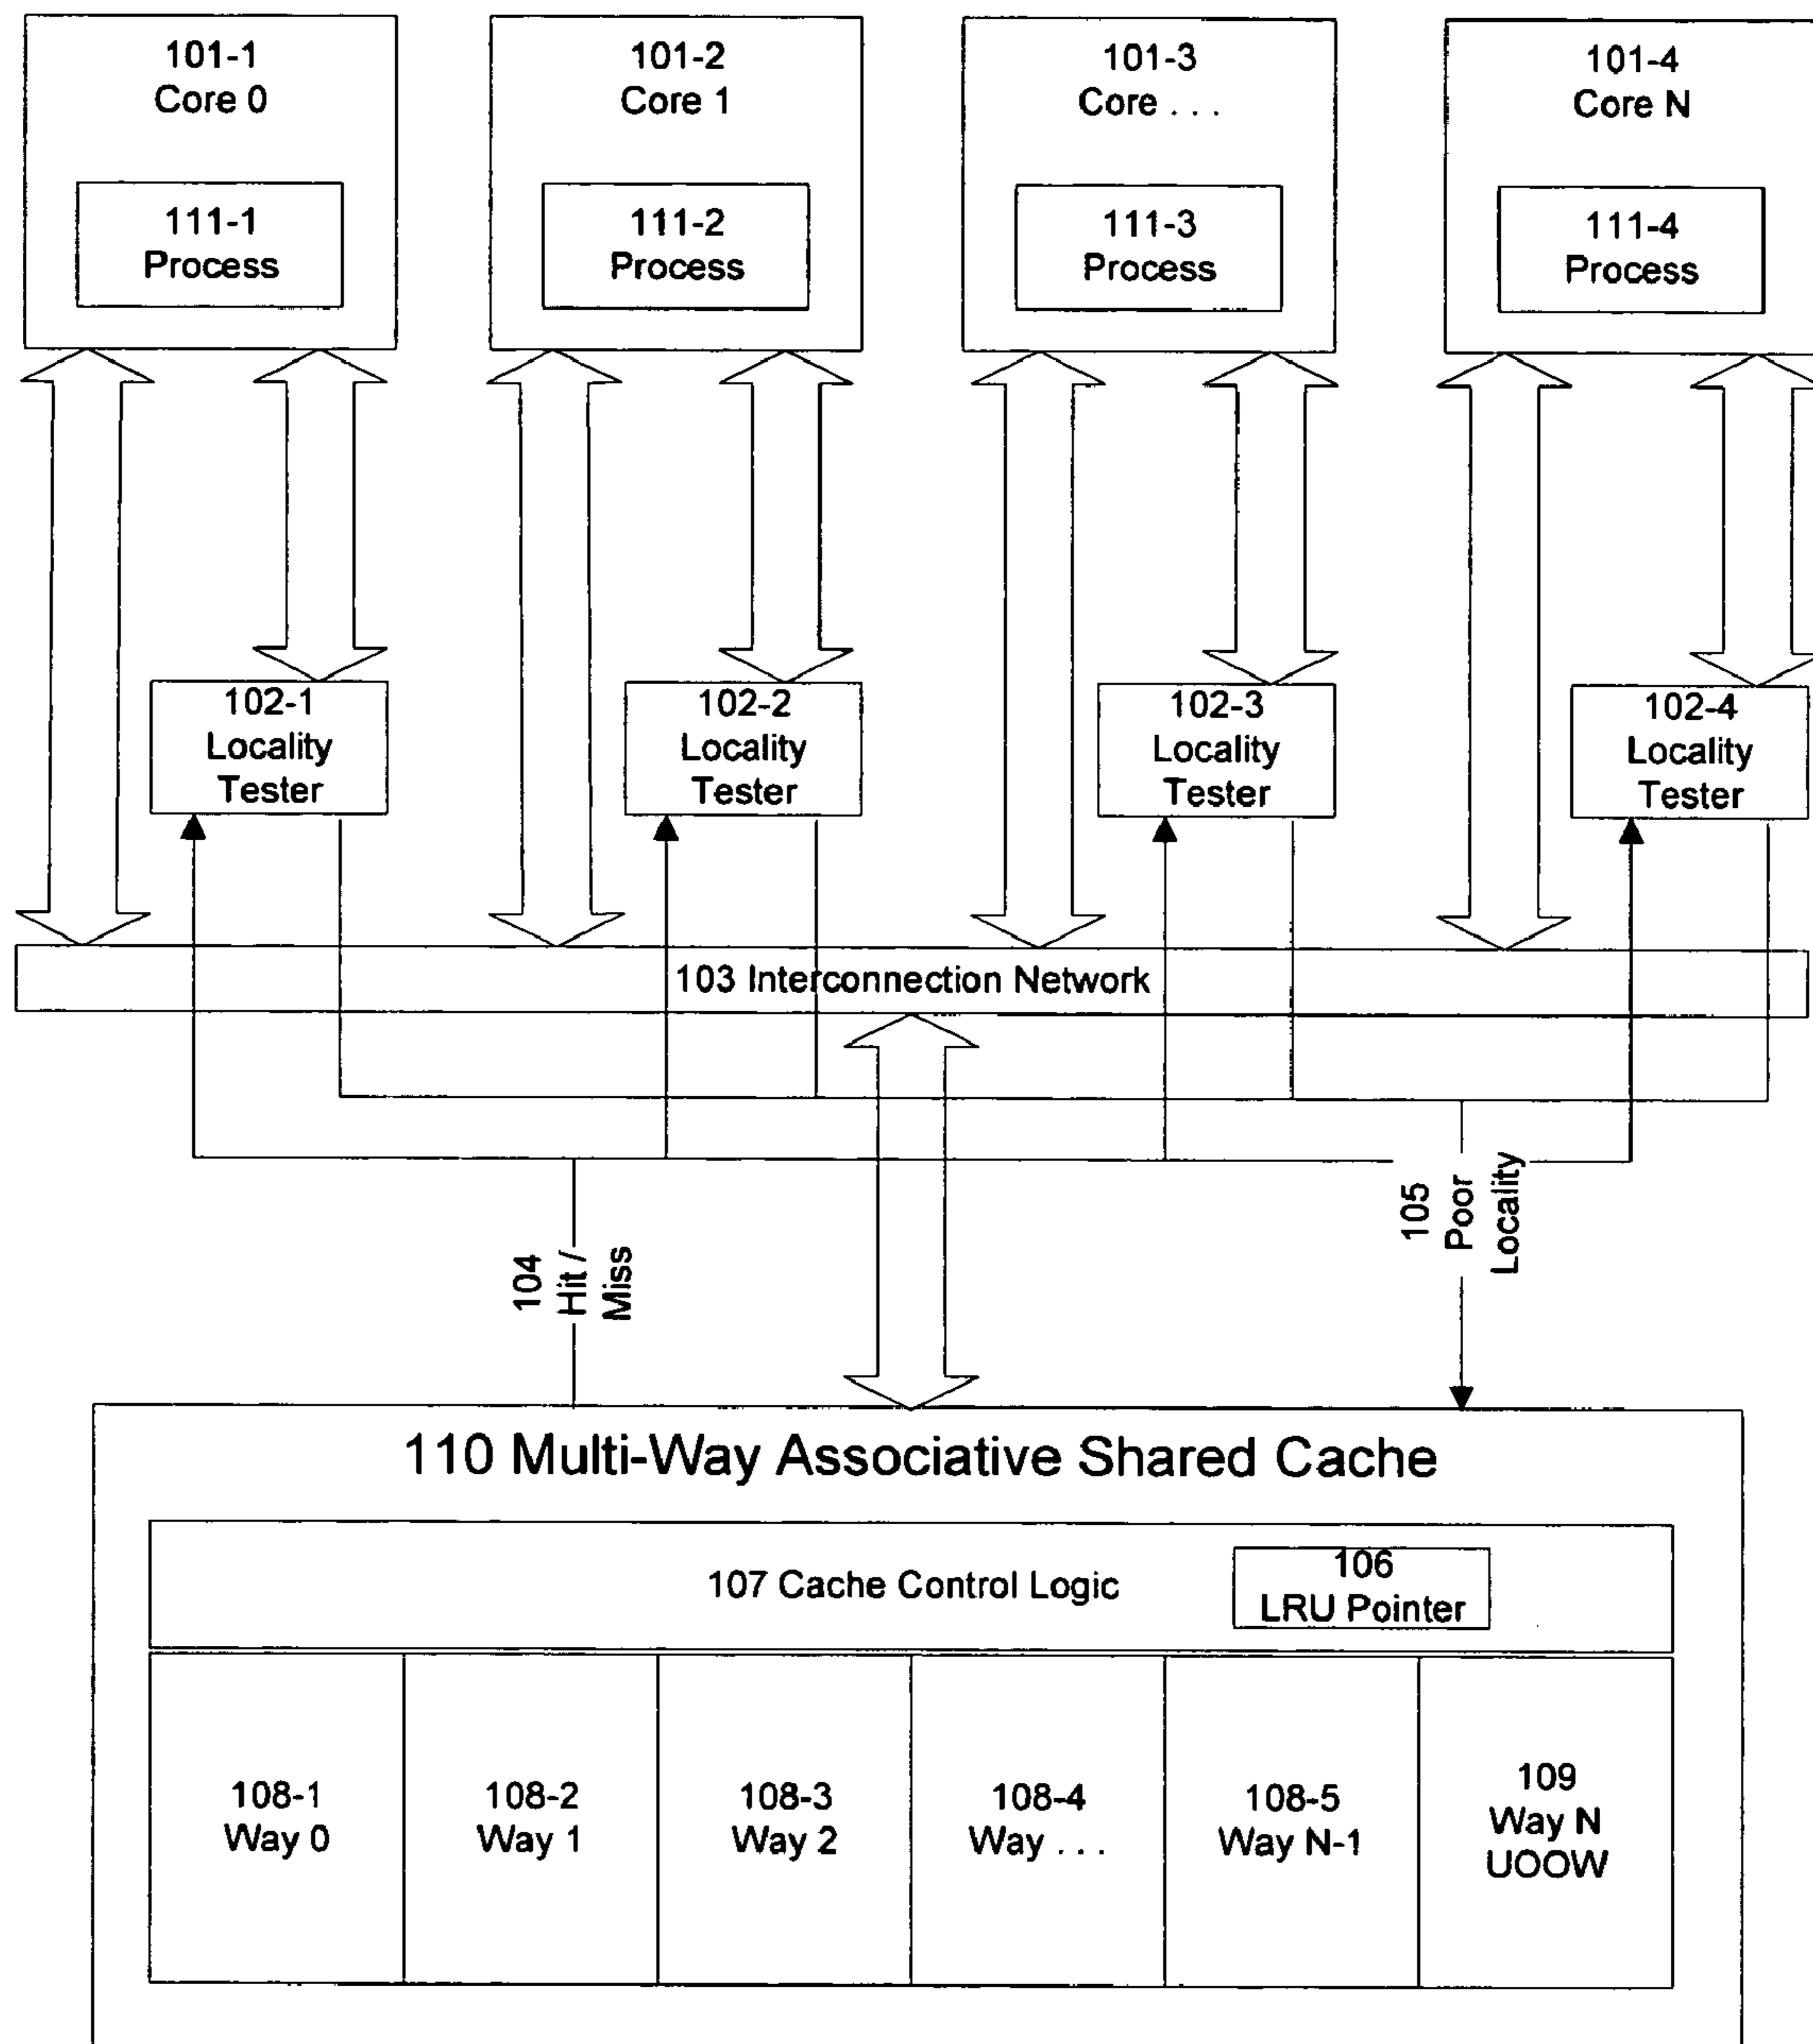 101-1
Core 0
101-2
Core 1
101-3
Core . . .
101-4
Core N
111-1
Process
111-2
Process
111-3
Process
111-4
Process
102-1
Locality
Tester
102-2
Locality
Tester
102-3
Locality
Tester
102-4
Locality
Tester
103 Interconnection Network
104
Hit /
Miss
105
Poor
Locality
110 Multi-Way Associative Shared Cache
107 Cache Control Logic
106
LRU Pointer
108-1
Way 0
108-2
Way 1
108-3
Way 2
108-4
Way . . .
108-5
Way N-1
109
Way N
UOOW